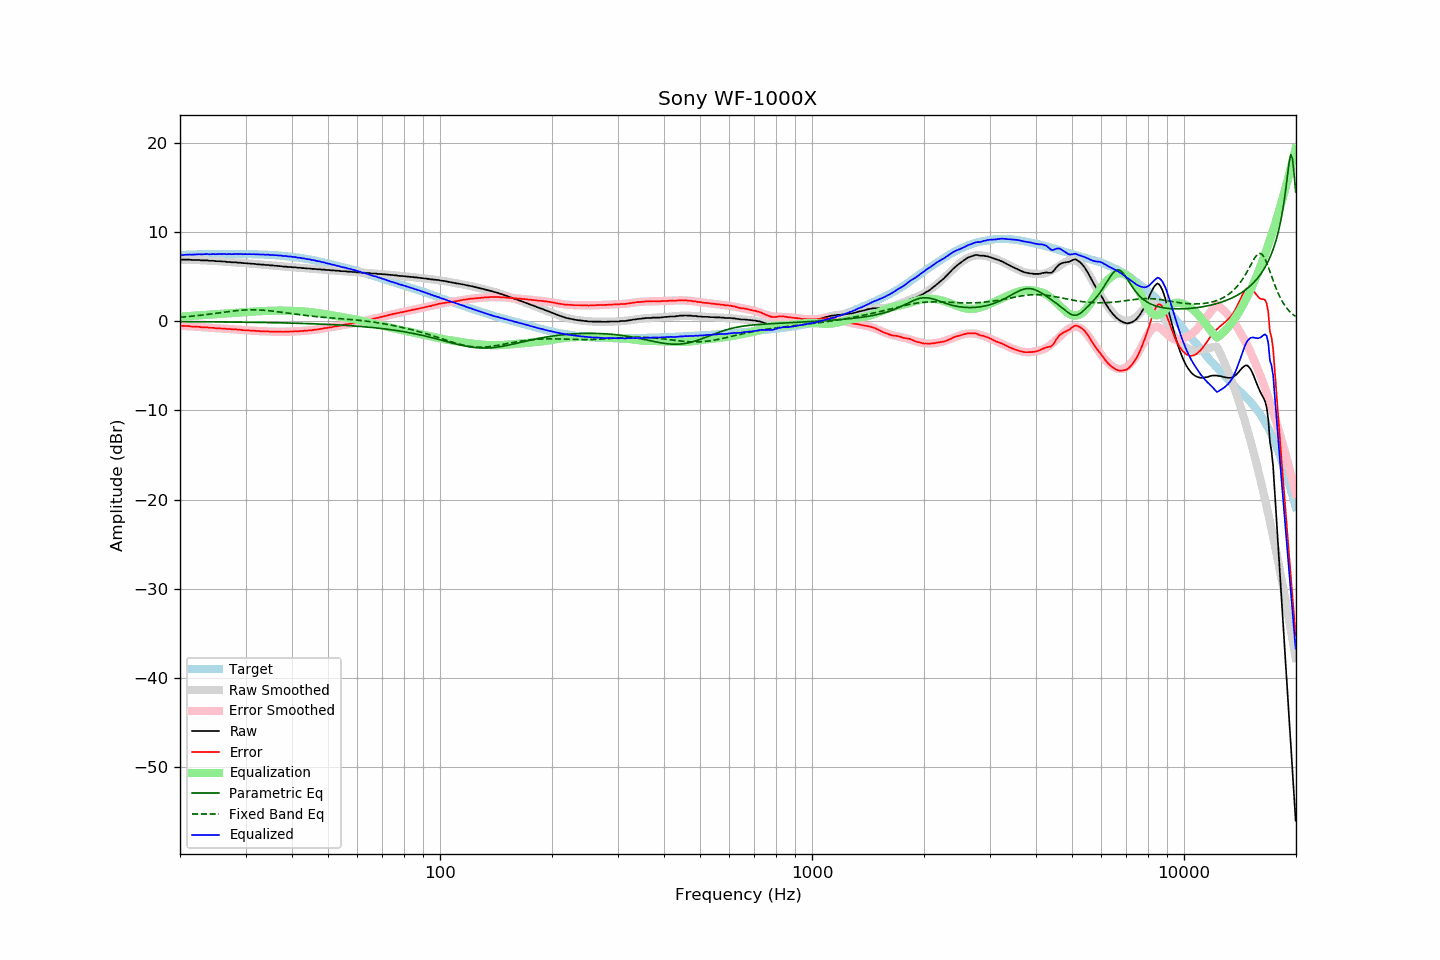 Sony WF-1000X
20
10
0
−10
−20
−30
−40
−50
Amplitude (dBr)
Target
Raw Smoothed
Error Smoothed
Raw
Error
Equalization
Parametric Eq
Fixed Band Eq
Equalized
100
1000
10000
Frequency (Hz)